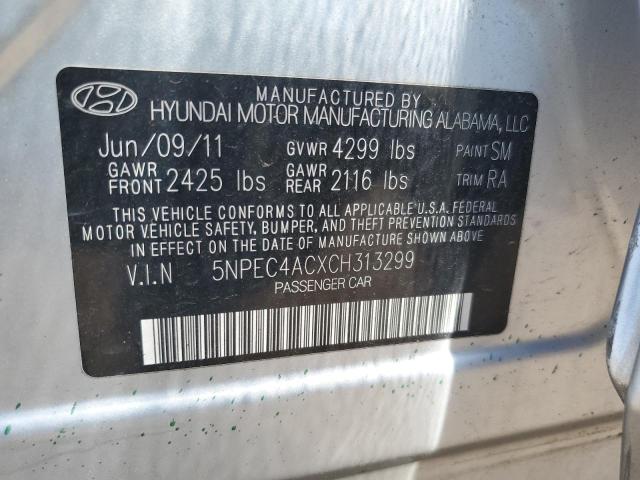 MANUFACTURED BY
HYUNDAI MOTOR MANUFACTURING ALABAMA, LLC
Jun/09/11 GVWR 4299 lbs PAINT SM
GAWR FRONT 2425 lbs GAWR REAR 2116 lbs TRIM RA
THIS VEHICLE CONFORMS TO ALL APPLICABLE U.S.A. FEDERAL
MOTOR VEHICLE SAFETY, BUMPER, AND THEFT PREVENTION STANDARDS
IN EFFECT ON THE DATE OF MANUFACTURE SHOWN ABOVE.
V.I.N 5NPEC4ACXCH313299
PASSENGER CAR